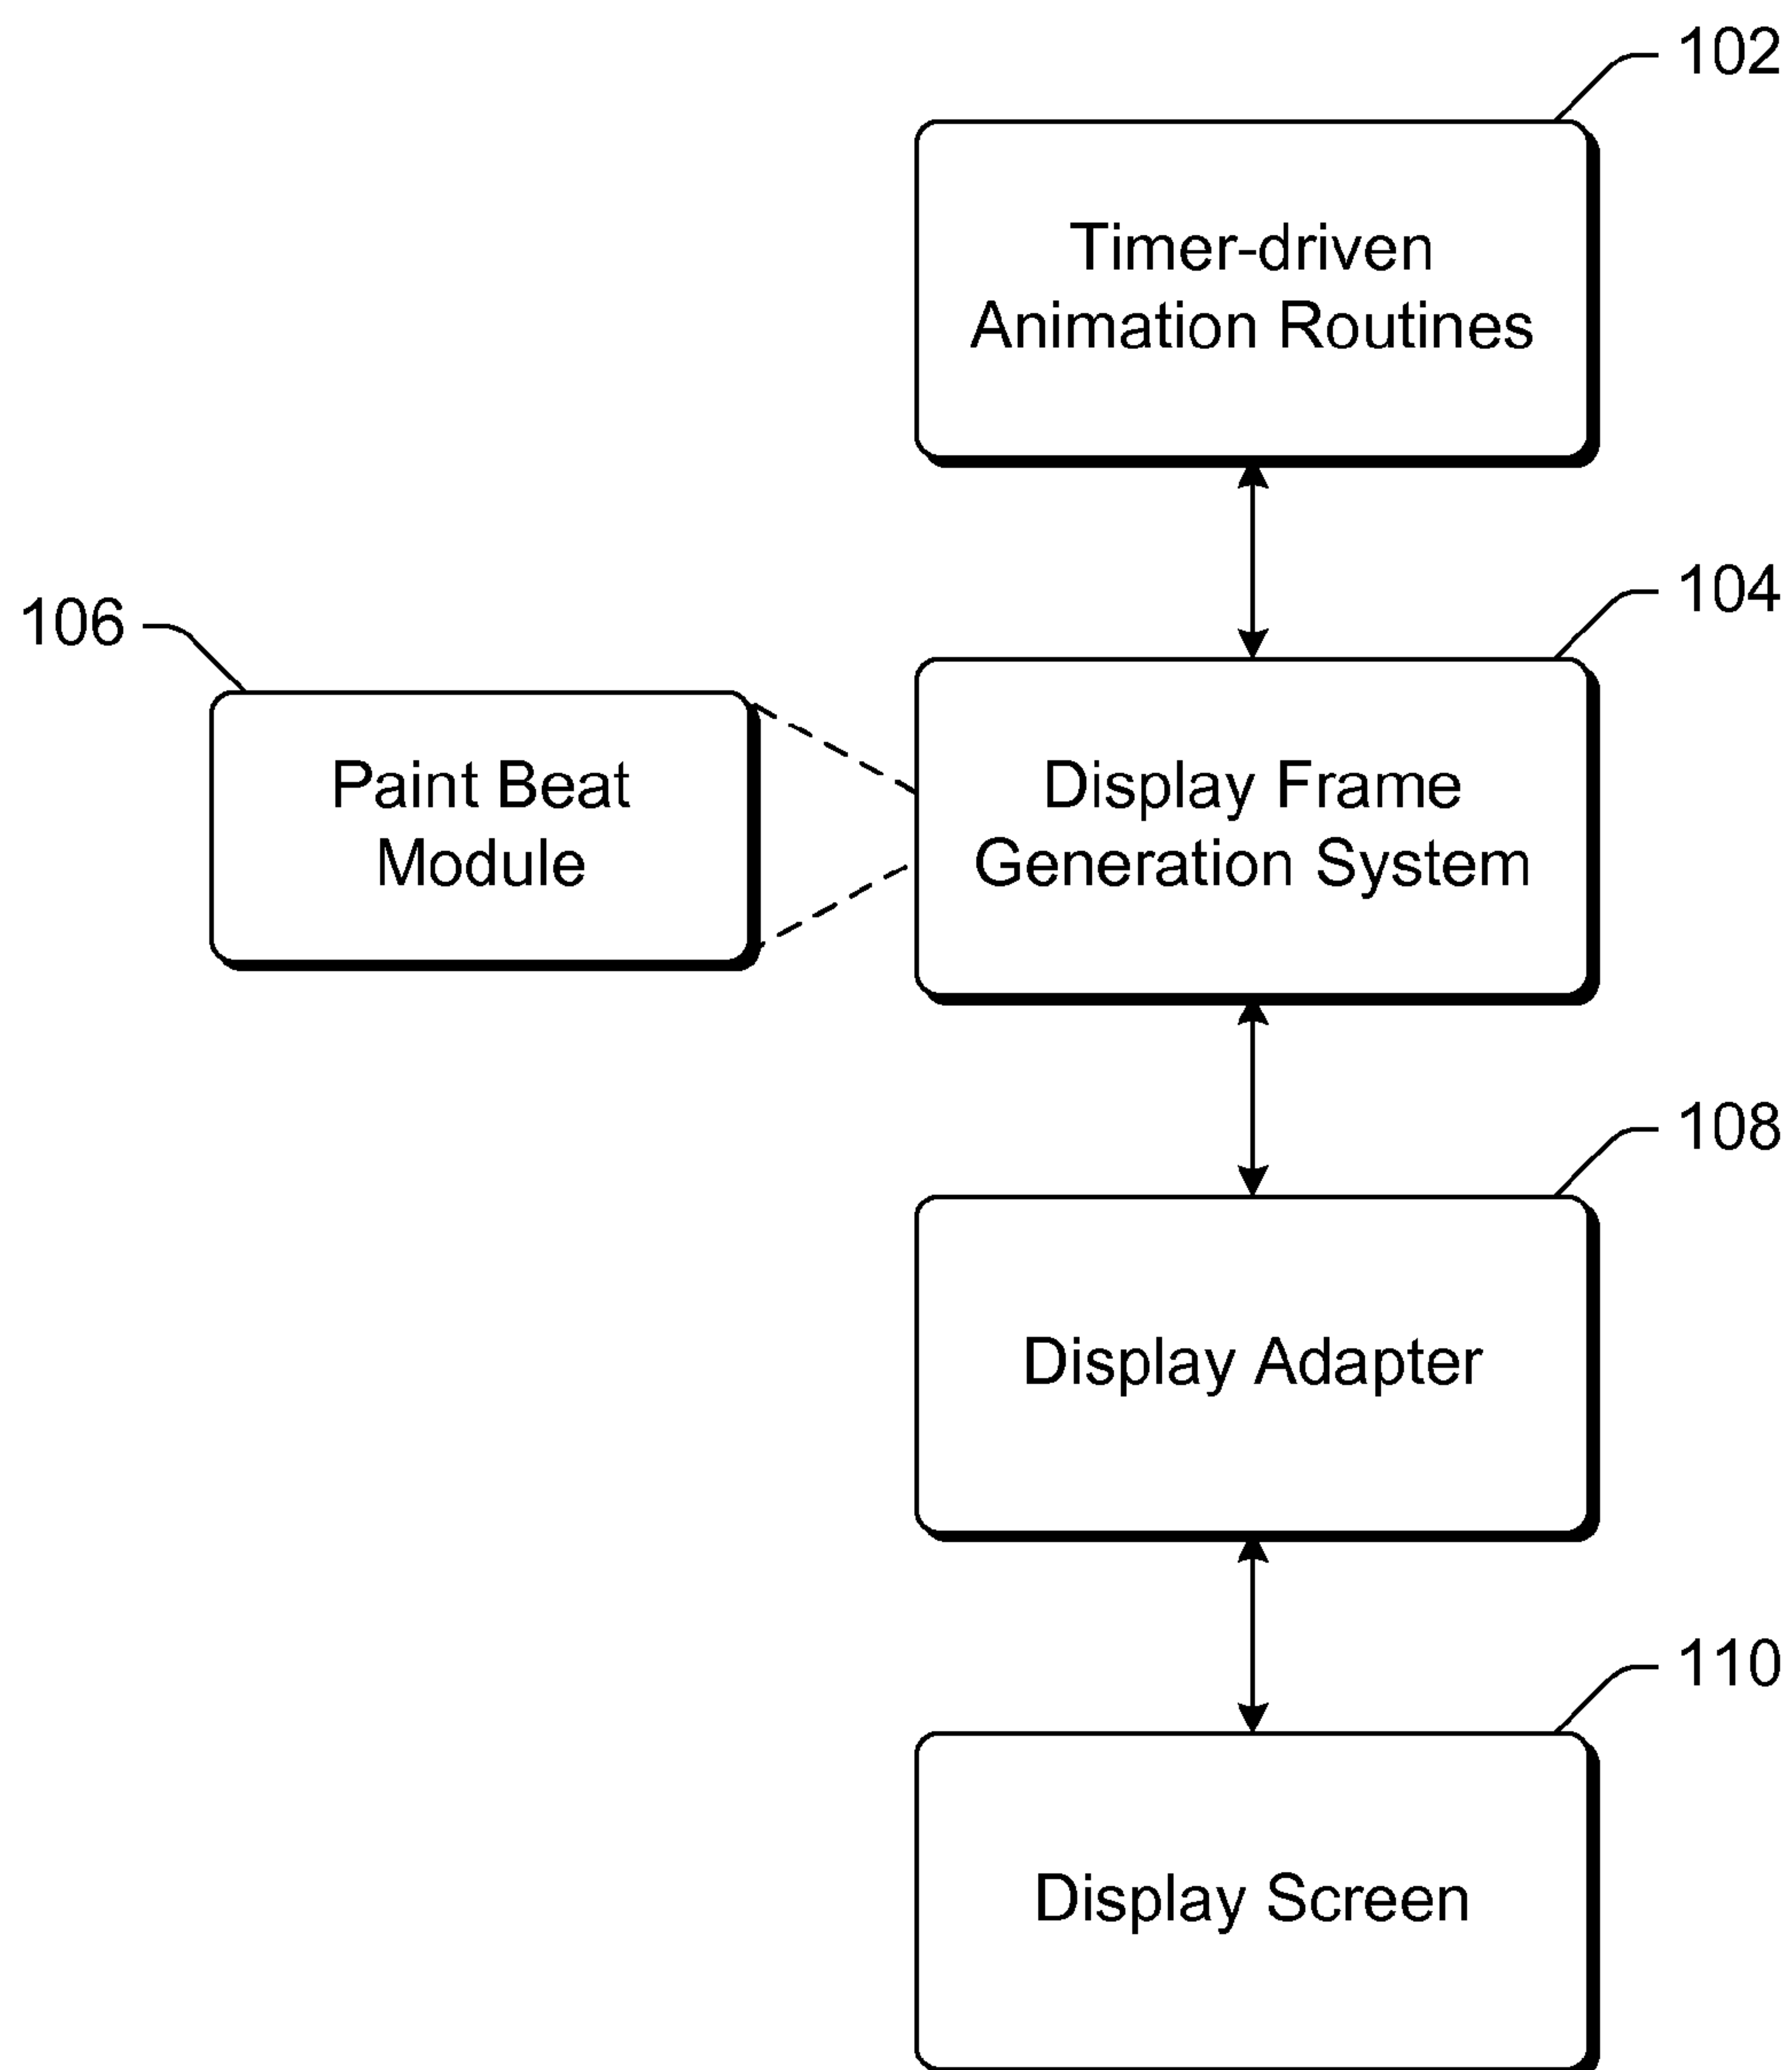 102
Timer-driven
Animation Routines
104
106
Paint Beat
Module
Display Frame
Generation System
108
Display Adapter
110
Display Screen